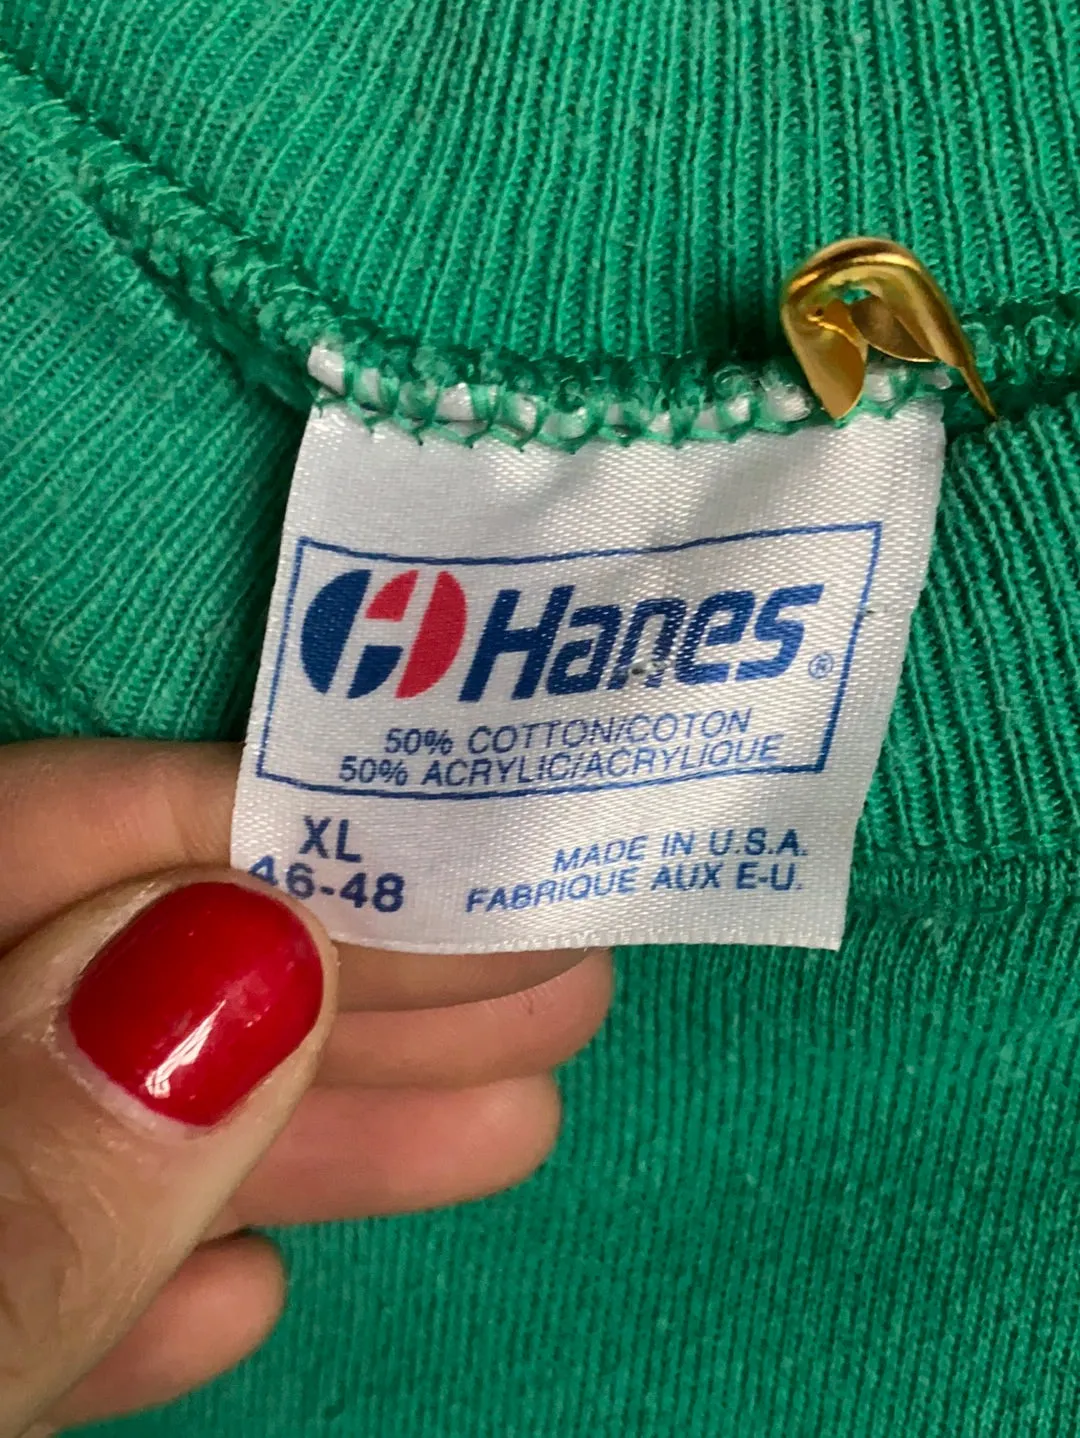 Hanes®
50% COTTON/COTON
50% ACRYLIC/ACRYLIQUE
XL
46-48
MADE IN U.S.A.
FABRIQUE AUX E-U.